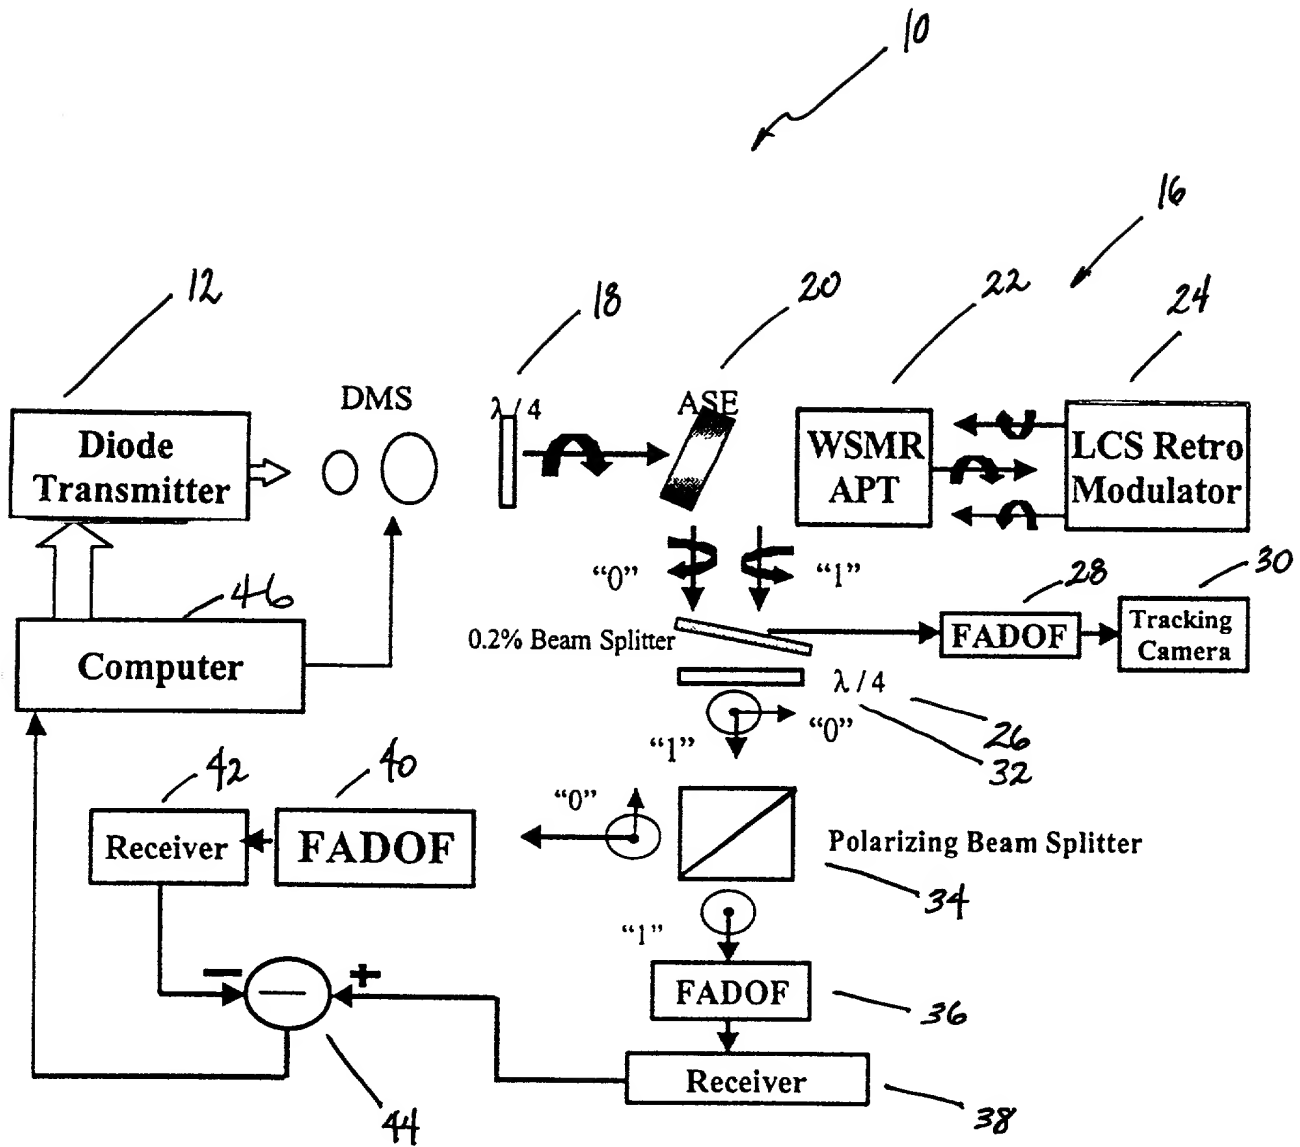 10
16
12
18
20
22
24
DMS
λ / 4
ASE
Diode
Transmitter
WSMR
APT
LCS Retro
Modulator
“0”
“1”
28
30
46
0.2% Beam Splitter
FADOF
Tracking
Camera
Computer
λ / 4
“0”
“1”
26
32
42
40
“0”
Receiver
FADOF
Polarizing Beam Splitter
34
“1”
−
+
—
FADOF
36
Receiver
38
44